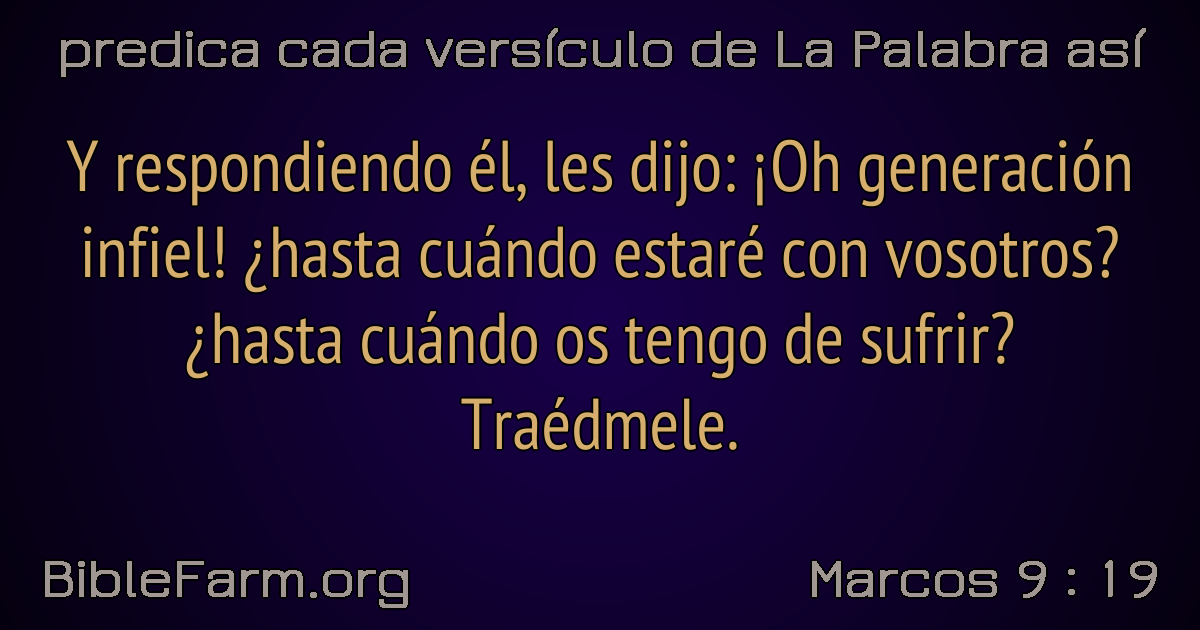 predica cada versículo de La Palabra así
Y respondiendo él, les dijo: ¡Oh generación
infiel! ¿hasta cuándo estaré con vosotros?
¿hasta cuándo os tengo de sufrir?
Traédmele.
BibleFarm.org
Marcos 9 : 19